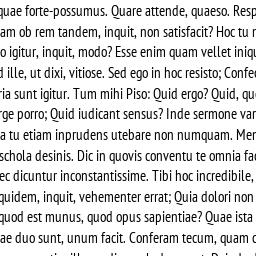 quae forte-possumus. Quare attende, quaeso. Resp
am ob rem tandem, inquit, non satisfacit? Hoc tu n
o igitur, inquit, modo? Esse enim quam vellet iniqu
d ille, ut dixi, vitiose. Sed ego in hoc resisto; Confe
ria sunt igitur. Tum mihi Piso: Quid ergo? Quid, qu
rge porro; Quid iudicant sensus? Inde sermone var
a tu etiam inprudens utebare non numquam. Mer
schola desinis. Dic in quovis conventu te omnia fac
ec dicuntur inconstantissime. Tibi hoc incredibile,
quidem, inquit, vehementer errat; Quia dolori non
quod est munus, quod opus sapientiae? Quae ista
ae duo sunt, unum facit. Conferam tecum, quam c